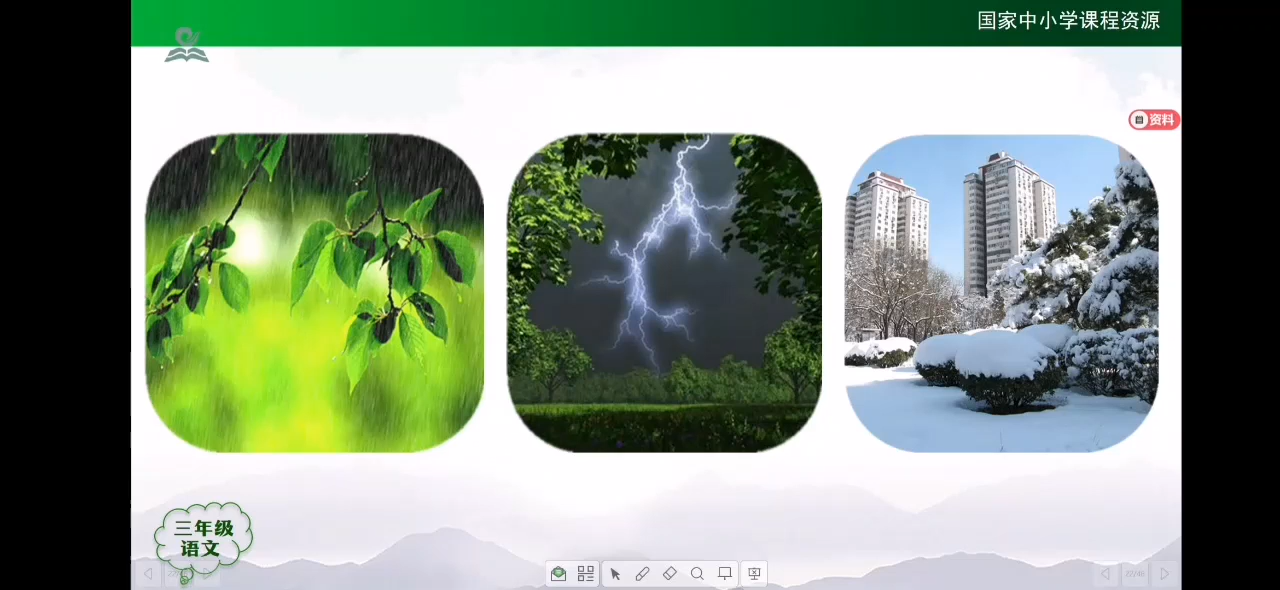 国家中小学课程资源
资料
三年级
语文